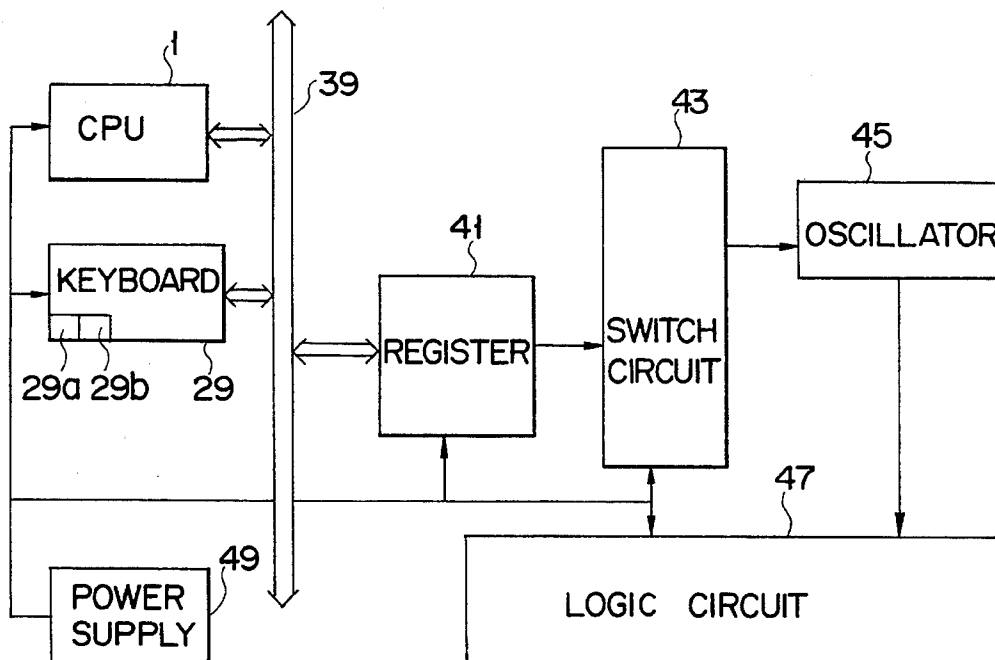 1
CPU
39
KEYBOARD
29a 29b 29
41
REGISTER
43
SWITCH
CIRCUIT
45
OSCILLATOR
47
LOGIC CIRCUIT
49
POWER
SUPPLY